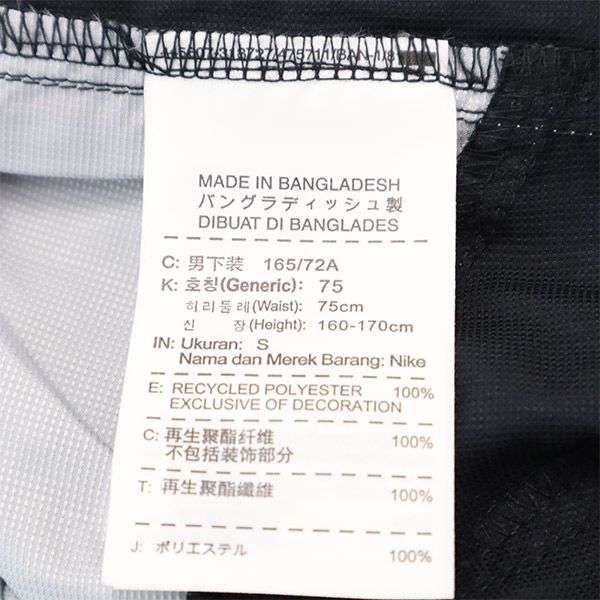 MADE IN BANGLADESH
バングラディッシュ製
DIBUAT DI BANGLADES
C: 男下装 165/72A
K: 호칭(Generic): 75
허리둘레(Waist): 75cm
신 장(Height): 160-170cm
IN: Ukuran: S
Nama dan Merek Barang: Nike
E: RECYCLED POLYESTER 100%
EXCLUSIVE OF DECORATION
C: 再生聚酯纤维 100%
不包括装饰部分
T: 再生聚酯纖維 100%
J: ポリエステル 100%